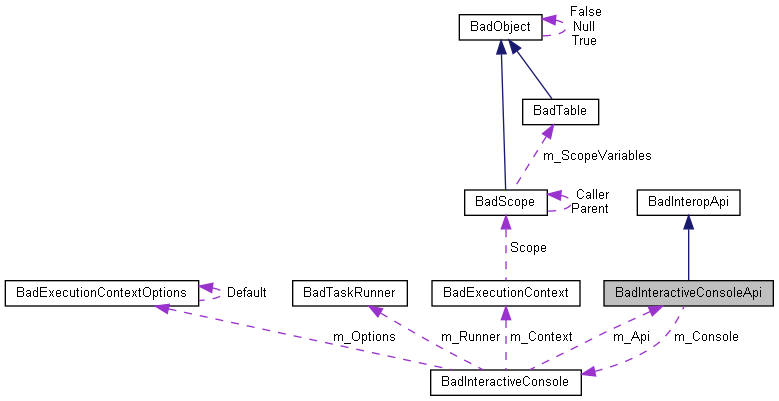 BadObject
False
Null
True
BadTable
m_ScopeVariables
BadScope
Caller
Parent
BadInteropApi
Scope
BadExecutionContextOptions
Default
BadTaskRunner
BadExecutionContext
BadInteractiveConsoleApi
m_Options
m_Runner
m_Context
m_Api
m_Console
BadInteractiveConsole